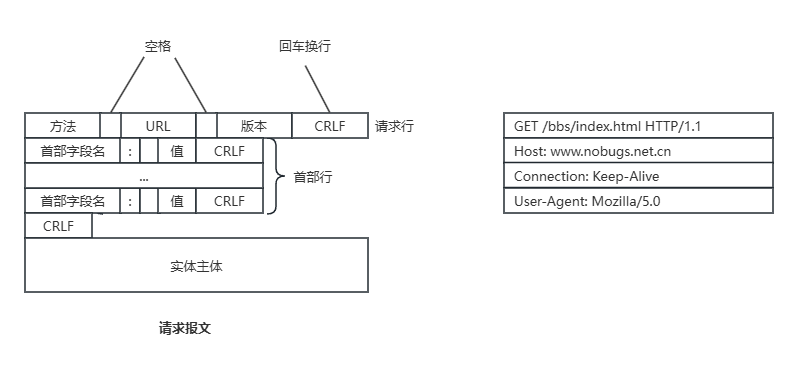 空格
回车换行
方法
URL
版本
CRLF
请求行
首部字段名
:
值
CRLF
...
首部行
首部字段名
:
值
CRLF
CRLF
实体主体
请求报文
GET /bbs/index.html HTTP/1.1
Host: www.nobugs.net.cn
Connection: Keep-Alive
User-Agent: Mozilla/5.0